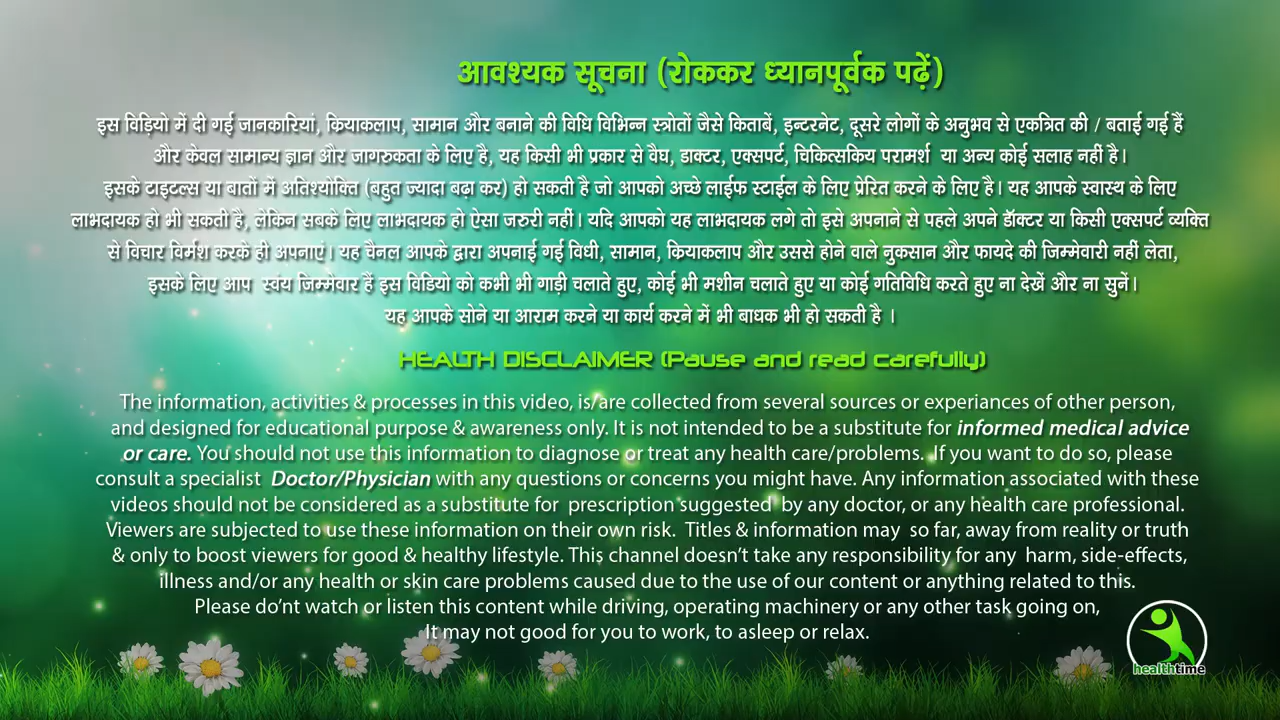 आवश्यक सूचना (रोककर ध्यानपूर्वक पढ़ें)
इस विड़ियो में दी गई जानकारियां, क्रियाकलाप, सामान और बनाने की विधि विभिन्न स्त्रोतों जैसे किताबें, इन्टरनेट, दूसरे लोगों के अनुभव से एकत्रित की / बताई गई हैं
और केवल सामान्य ज्ञान और जागरुकता के लिए है, यह किसी भी प्रकार से वैघ, डाक्टर, एक्सपर्ट, चिकित्सकिय परामर्श या अन्य कोई सलाह नहीं है।
इसके टाइटल्स या बातों में अतिश्योक्ति (बहुत ज्यादा बढ़ा कर) हो सकती है जो आपको अच्छे लाईफ स्टाईल के लिए प्रेरित करने के लिए है। यह आपके स्वास्थ के लिए
लाभदायक हो भी सकती है, लेकिन सबके लिए लाभदायक हो ऐसा जरुरी नहीं। यदि आपको यह लाभदायक लगे तो इसे अपनाने से पहले अपने डॉक्टर या किसी एक्सपर्ट व्यक्ति
से विचार विर्मश करके ही अपनाएं। यह चैनल आपके द्वारा अपनाई गई विधी, सामान, क्रियाकलाप और उससे होने वाले नुकसान और फायदे की जिम्मेवारी नहीं लेता,
इसके लिए आप स्वंय जिम्मेवार हैं इस विडियो को कभी भी गाड़ी चलाते हुए, कोई भी मशीन चलाते हुए या कोई गतिविधि करते हुए ना देखें और ना सुनें।
यह आपके सोने या आराम करने या कार्य करने में भी बाधक भी हो सकती है ।
HEALTH DISCLAIMER (Pause and read carefully)
The information, activities & processes in this video, is/are collected from several sources or experiances of other person,
and designed for educational purpose & awareness only. It is not intended to be a substitute for informed medical advice
or care. You should not use this information to diagnose or treat any health care/problems. If you want to do so, please
consult a specialist Doctor/Physician with any questions or concerns you might have. Any information associated with these
videos should not be considered as a substitute for prescription suggested by any doctor, or any health care professional.
Viewers are subjected to use these information on their own risk. Titles & information may so far, away from reality or truth
& only to boost viewers for good & healthy lifestyle. This channel doesn't take any responsibility for any harm, side-effects,
illness and/or any health or skin care problems caused due to the use of our content or anything related to this.
Please do'nt watch or listen this content while driving, operating machinery or any other task going on,
It may not good for you to work, to asleep or relax.
healthtime